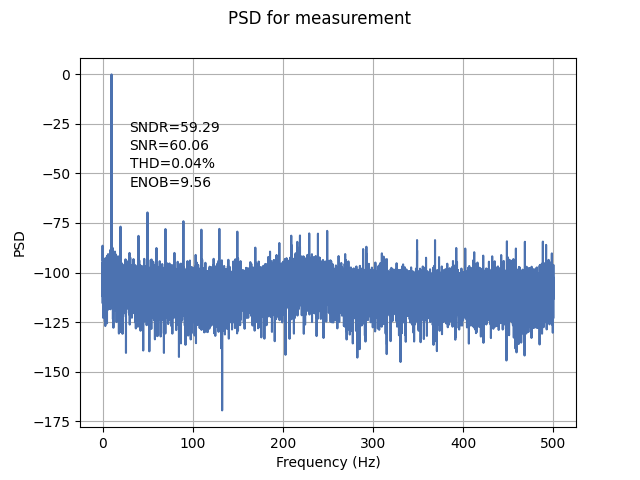 PSD for measurement
0
−25
−50
−75
−100
−125
−150
−175
PSD
SNDR=59.29
SNR=60.06
THD=0.04%
ENOB=9.56
0 100 200 300 400 500
Frequency (Hz)